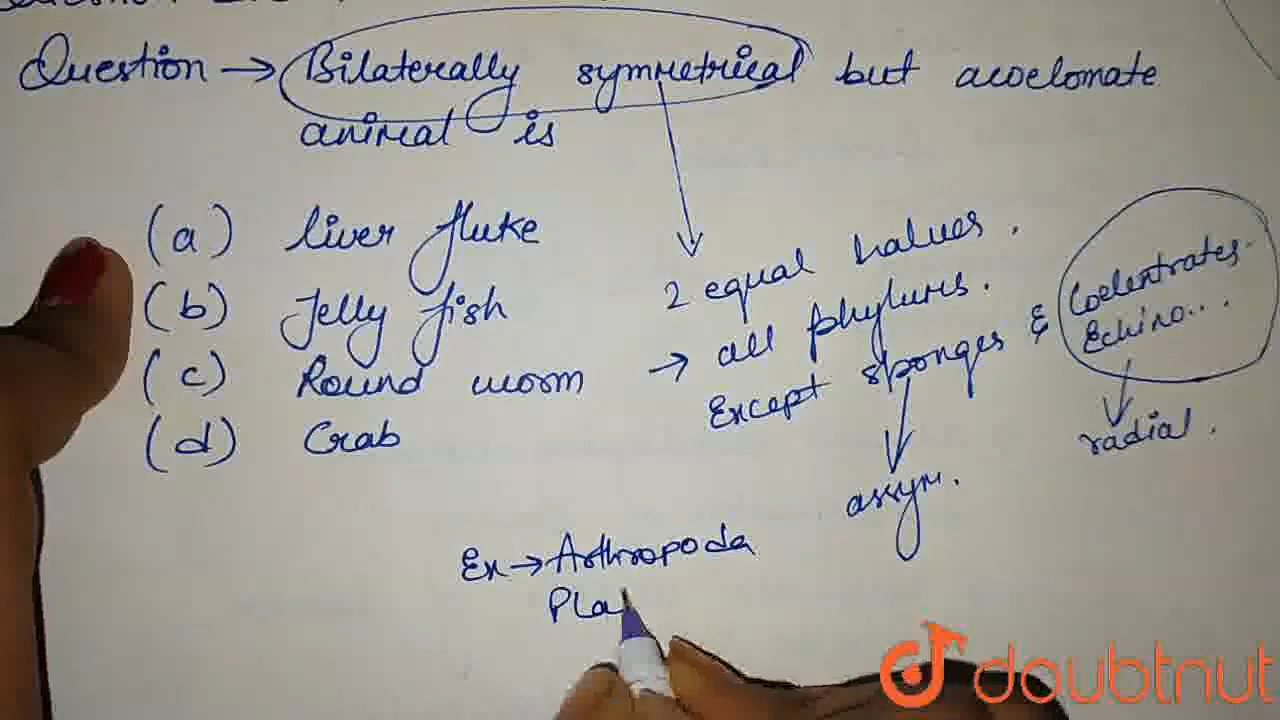 Question → Bilaterally symmetrical but acoelomate
animal is
(a) liver fluke
(b) Jelly fish
(c) Round worm
(d) Crab
2 equal halves.
→ all phylums.
Except sponges & Coelentrates.
Echino...
assym.
radial.
Ex → Arthropoda
Pla
doubtnut